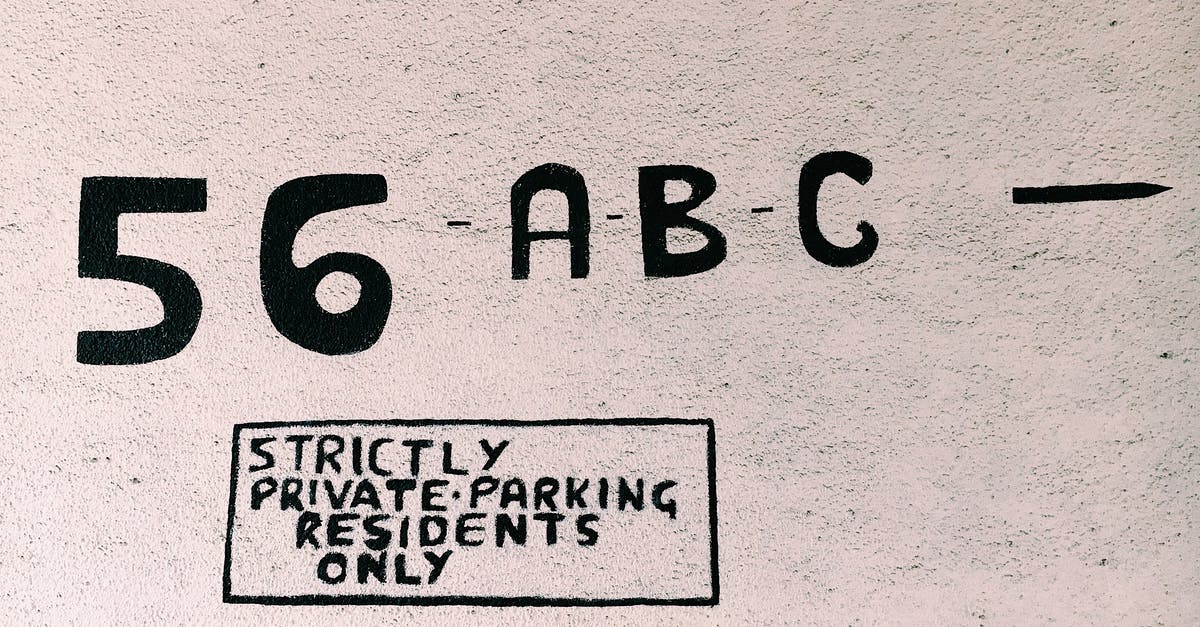 56 - A - B - C
STRICTLY
PRIVATE·PARKING
RESIDENTS
ONLY